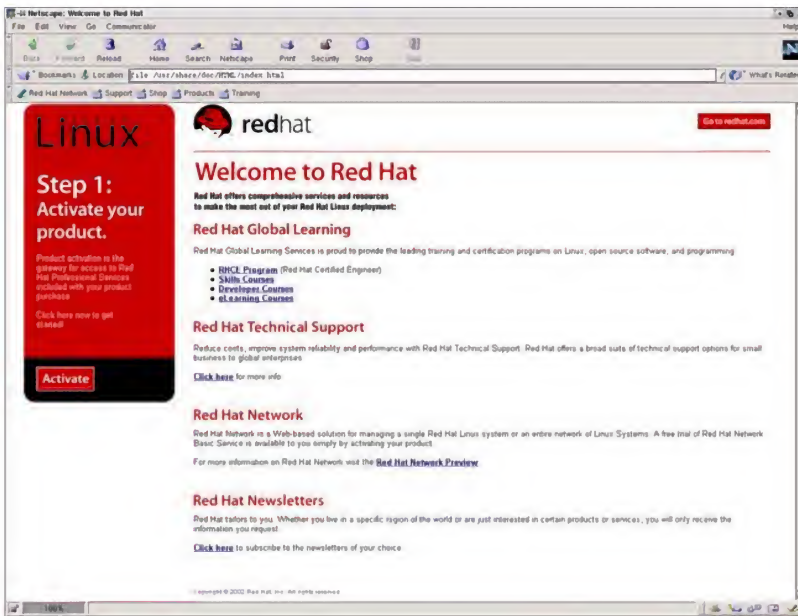 Netscape: Welcome to Red Hat
File Edit View Go Communicator
Help
Back Forward Reload Home Search Netscape Print Security Shop
Bookmarks Location file /usr/share/doc/HTML/index html
What's Related
Red Hat Network Support Shop Products Training
Linux
Step 1:
Activate your
product.
Product activation is the
gateway for access to Red
Hat Professional Services
included with your product
purchase
Click here now to get
started!
Activate
redhat
Go to redhat.com
Welcome to Red Hat
Red Hat offers comprehensive services and resources
to make the most out of your Red Hat Linux deployment:
Red Hat Global Learning
Red Hat Global Learning Services is proud to provide the leading training and certification programs on Linux, open source software, and programming
• RHCE Program (Red Hat Certified Engineer)
• Skills Courses
• Developer Courses
• eLearning Courses
Red Hat Technical Support
Reduce costs, improve system reliability and performance with Red Hat Technical Support. Red Hat offers a broad suite of technical support options for small
business to global enterprises
Click here for more info
Red Hat Network
Red Hat Network is a Web-based solution for managing a single Red Hat Linux system or an entire network of Linux Systems. A free trial of Red Hat Network
Basic Service is available to you simply by activating your product
For more information on Red Hat Network visit the Red Hat Network Preview
Red Hat Newsletters
Red Hat tailors to you. Whether you live in a specific region of the world or are just interested in certain products or services, you will only receive the
information you request
Click here to subscribe to the newsletters of your choice
Copyright © 2002 Red Hat, Inc. All rights reserved
100%